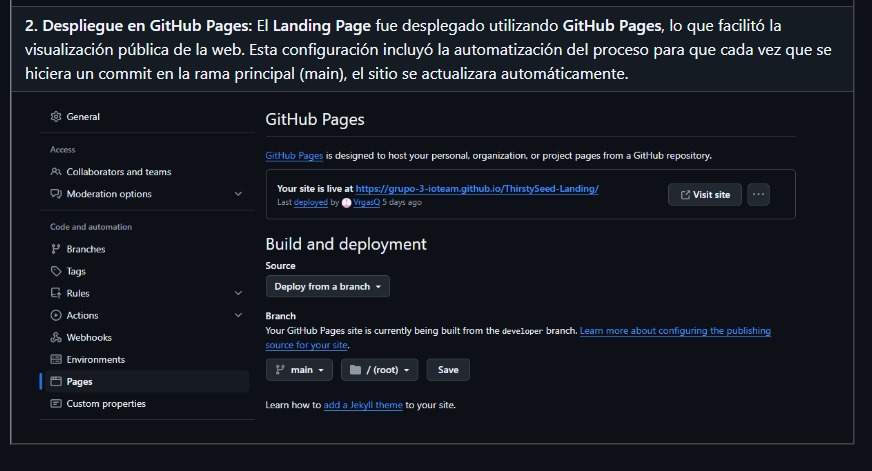 2. Despliegue en GitHub Pages: El Landing Page fue desplegado utilizando GitHub Pages, lo que facilitó la
visualización pública de la web. Esta configuración incluyó la automatización del proceso para que cada vez que se
hiciera un commit en la rama principal (main), el sitio se actualizara automáticamente.
General
Access
Collaborators and teams
Moderation options
Code and automation
Branches
Tags
Rules
Actions
Webhooks
Environments
Pages
Custom properties
GitHub Pages
GitHub Pages is designed to host your personal, organization, or project pages from a GitHub repository.
Your site is live at https://grupo-3-ioteam.github.io/ThirstySeed-Landing/
Last deployed by VrgasQ 5 days ago
Visit site
Build and deployment
Source
Deploy from a branch
Branch
Your GitHub Pages site is currently being built from the developer branch. Learn more about configuring the publishing
source for your site.
main
/ (root)
Save
Learn how to add a Jekyll theme to your site.